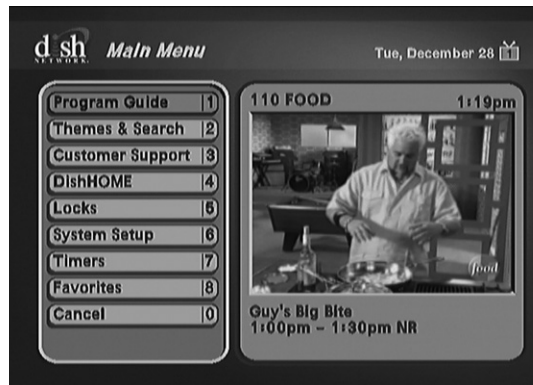 dish
NETWORK.
Main Menu
Tue, December 28
1
Program Guide 1
Themes & Search 2
Customer Support 3
DishHOME 4
Locks 5
System Setup 6
Timers 7
Favorites 8
Cancel 0
110 FOOD 1:19pm
food
Guy's Big Bite
1:00pm - 1:30pm NR